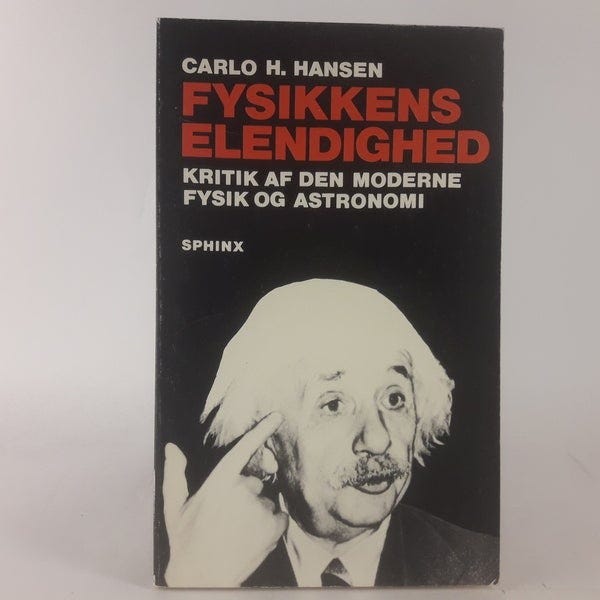 CARLO H. HANSEN
FYSIKKENS
ELENDIGHED
KRITIK AF DEN MODERNE
FYSIK OG ASTRONOMI
SPHINX